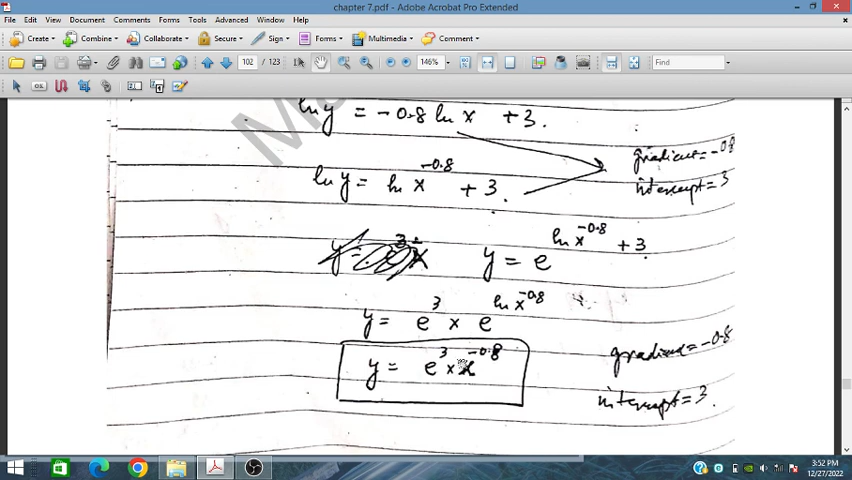 chapter 7.pdf - Adobe Acrobat Pro Extended
File Edit View Document Comments Forms Tools Advanced Window Help
Create Combine Collaborate Secure Sign Forms Multimedia Comment
102 / 123 146% Find
ln y = -0.8 ln x + 3.
gradient = -0.8
ln y = ln x^-0.8 + 3.
intercept = 3
y = e^(ln x^-0.8 + 3)
y = e^3 × e^(ln x^-0.8)
gradient = -0.8
y = e^3 × x^-0.8
intercept = 3.
3:52 PM
12/27/2022